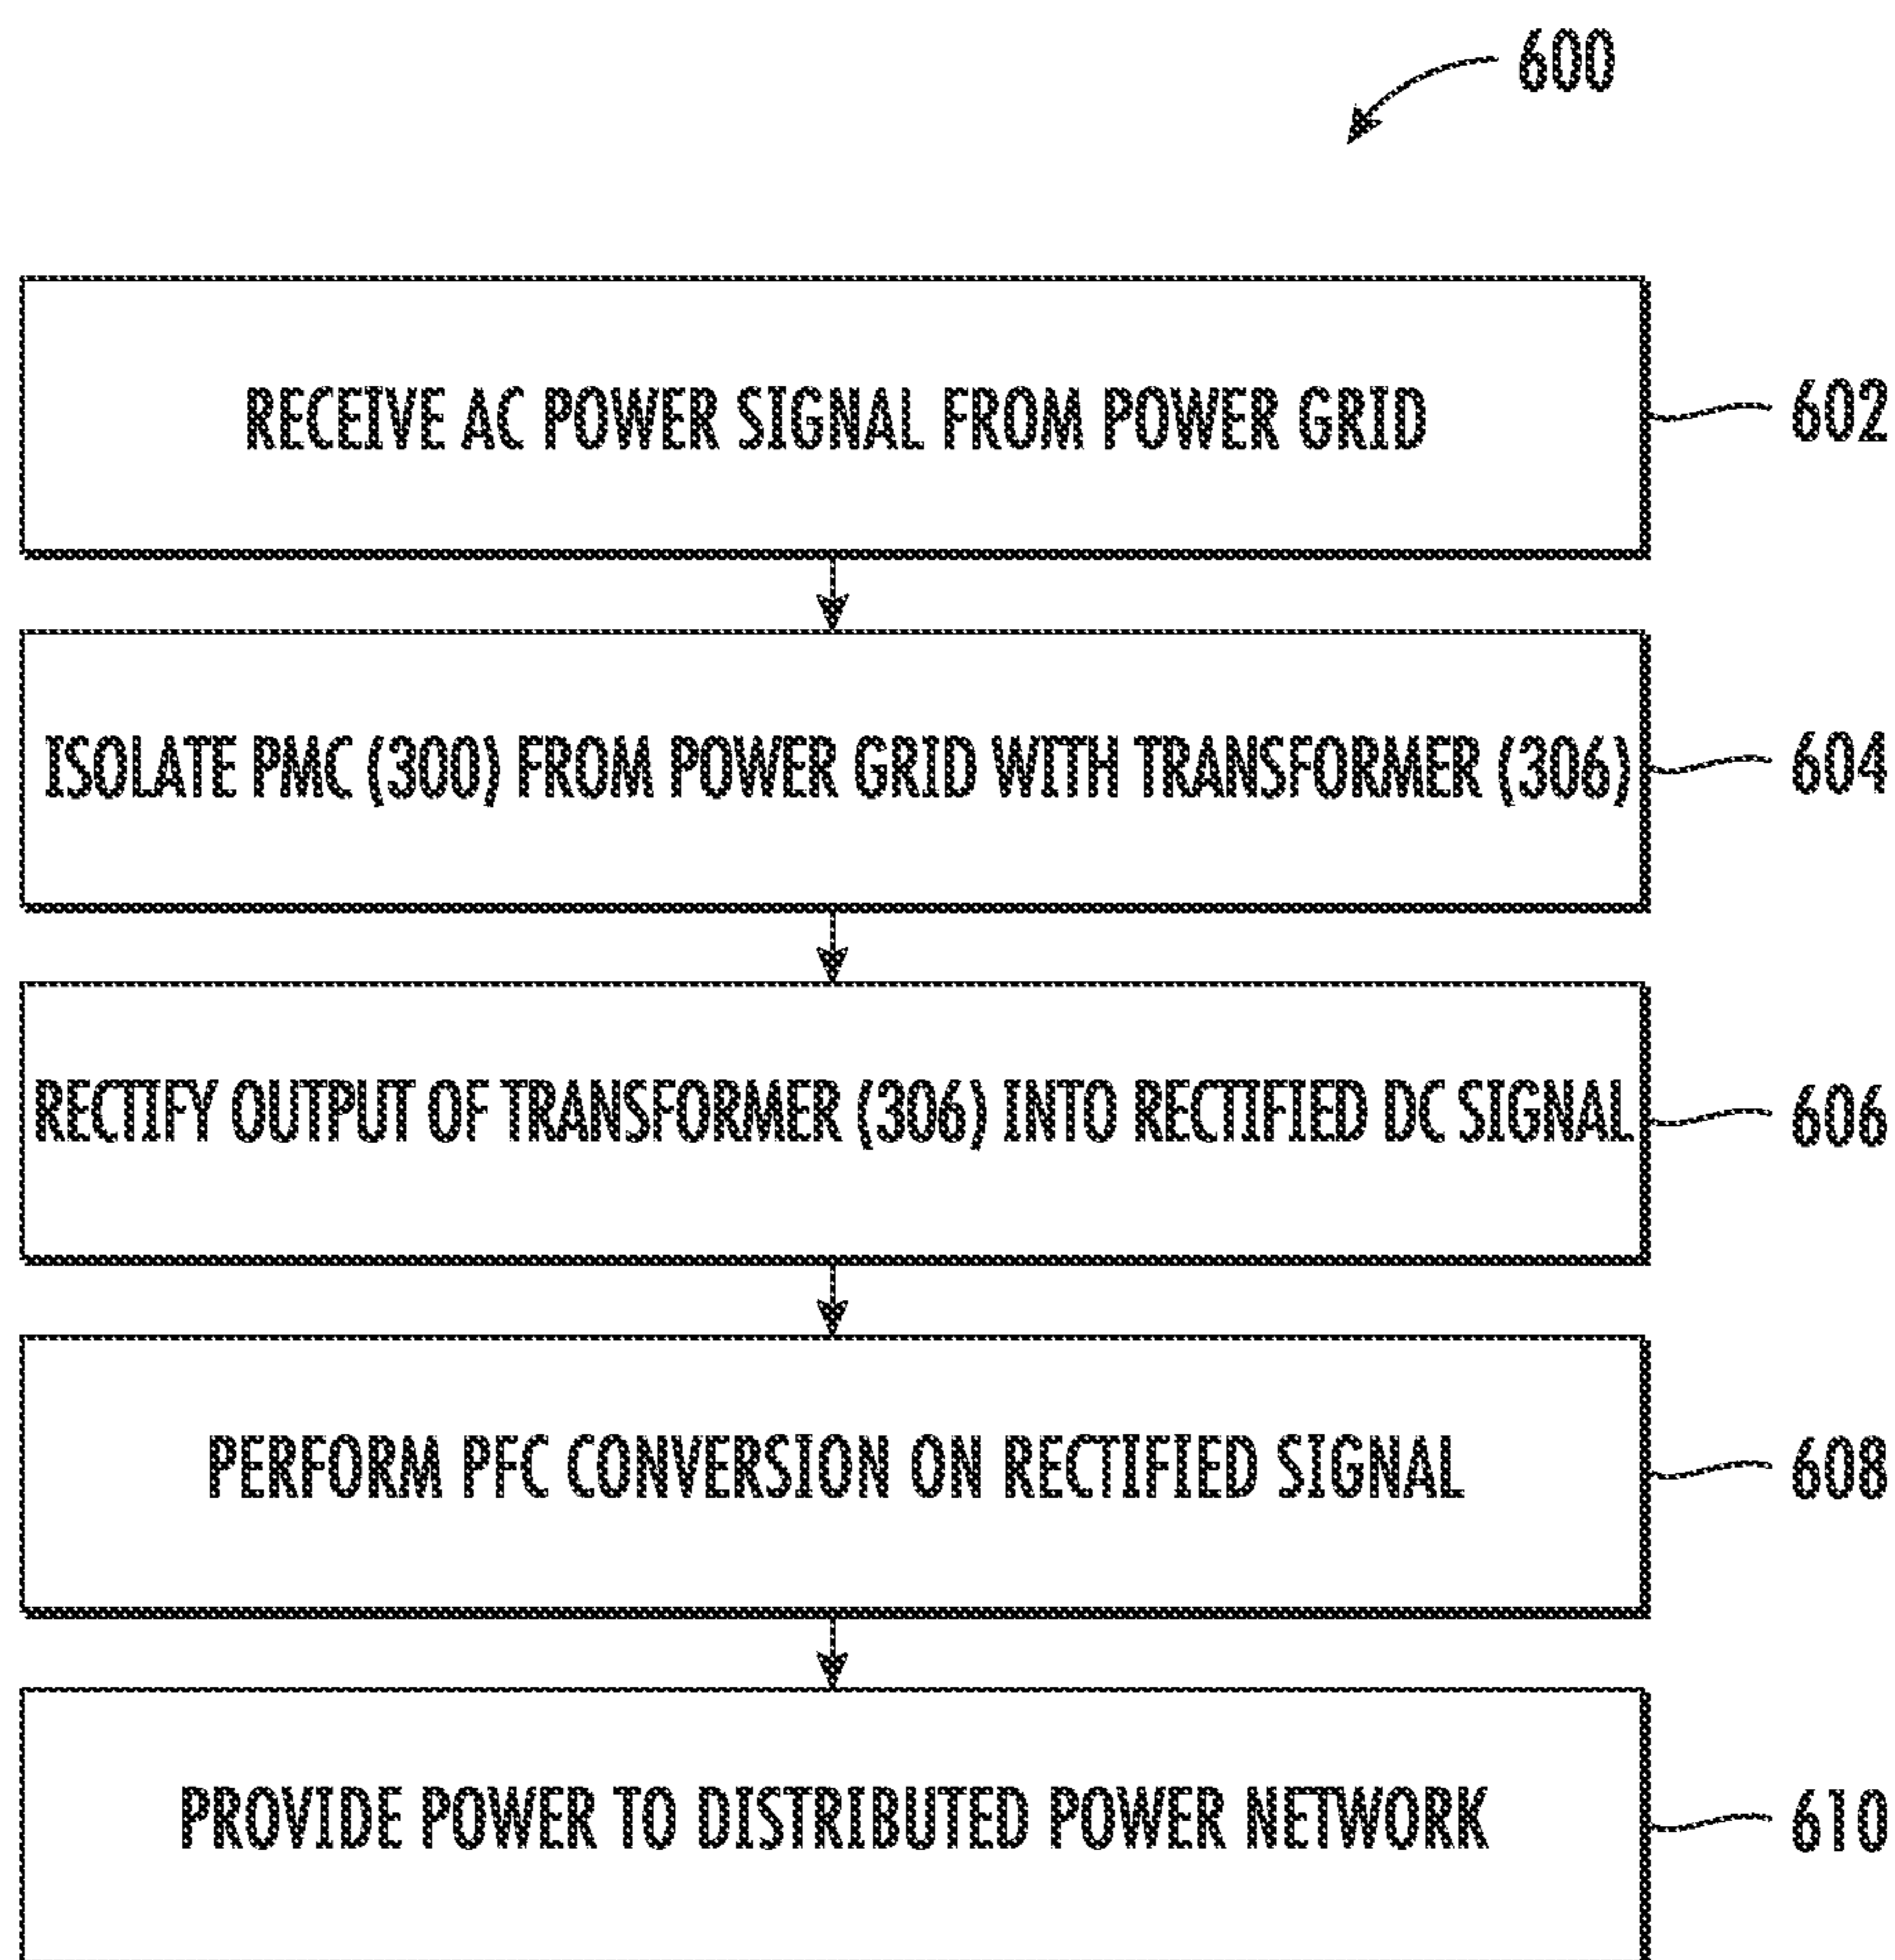 600
RECEIVE AC POWER SIGNAL FROM POWER GRID
602
ISOLATE PMC (300) FROM POWER GRID WITH TRANSFORMER (306)
604
RECTIFY OUTPUT OF TRANSFORMER (306) INTO RECTIFIED DC SIGNAL
606
PERFORM PFC CONVERSION ON RECTIFIED SIGNAL
608
PROVIDE POWER TO DISTRIBUTED POWER NETWORK
610